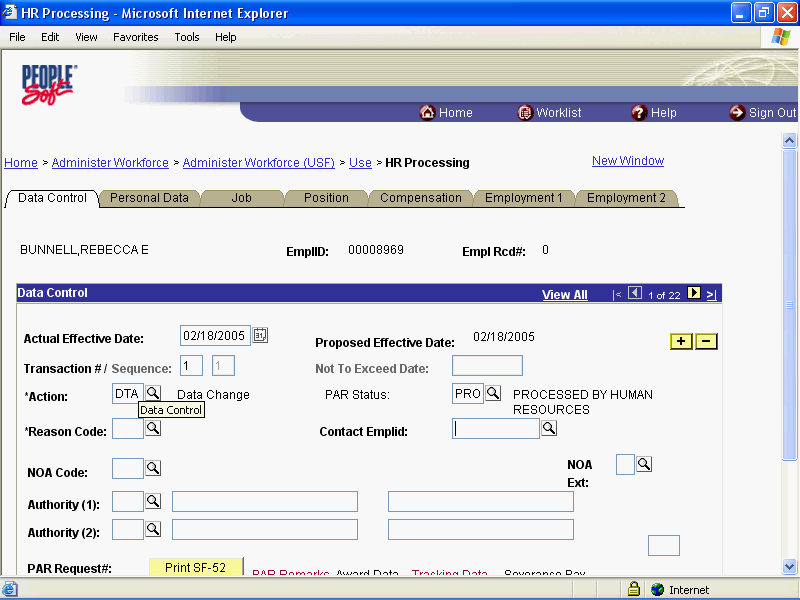 HR Processing - Microsoft Internet Explorer
File Edit View Favorites Tools Help
PEOPLE
Soft
Home Worklist Help Sign Out
Home > Administer Workforce > Administer Workforce (USF) > Use > HR Processing New Window
Data Control Personal Data Job Position Compensation Employment 1 Employment 2
BUNNELL,REBECCA E EmplID: 00008969 Empl Rcd#: 0
Data Control View All |< 1 of 22 >|
Actual Effective Date: 02/18/2005 31 Proposed Effective Date: 02/18/2005 + −
Transaction # / Sequence: 1 1 Not To Exceed Date:
*Action: DTA Data Change PAR Status: PRO PROCESSED BY HUMAN
RESOURCES
Data Control
*Reason Code: Contact Emplid:
NOA Code: NOA
Ext:
Authority (1):
Authority (2):
PAR Request#: Print SF-52 PAR Remarks Award Data Tracking Data Severance Pay
Internet